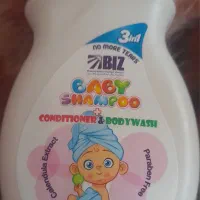 3in1
NO MORE TEARS
BIZ
BABY
SHAMPOO
CONDITIONER & BODYWASH
Calendula Extract
Paraben Free